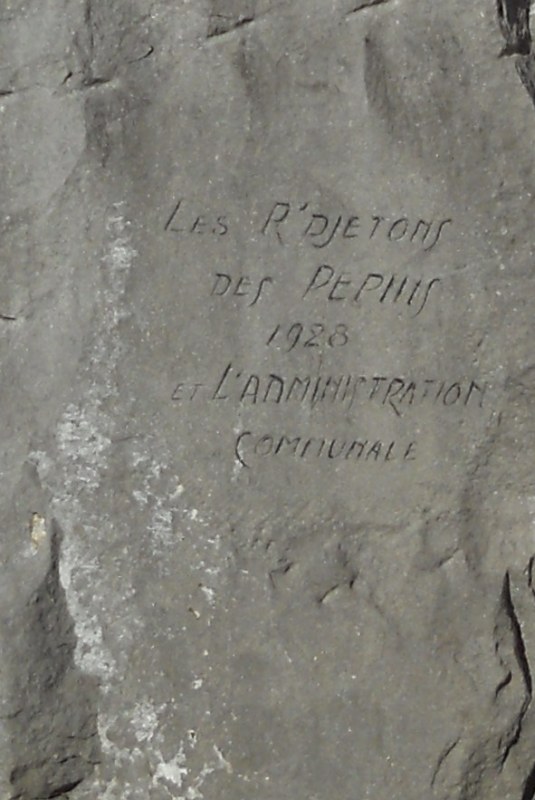 LES R'DJETONS
DES PEPINS
1928
ET L'ADMINISTRATION
COMMUNALE